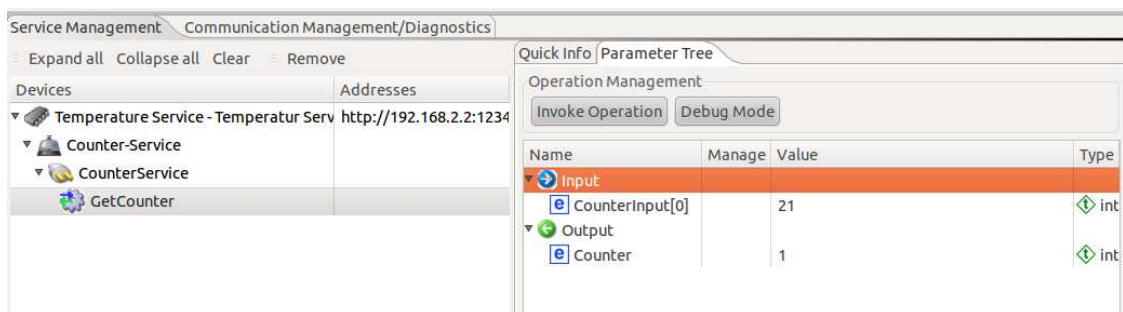 Service Management Communication Management/Diagnostics
Expand all Collapse all Clear Remove
Devices Addresses
Temperature Service - Temperatur Serv http://192.168.2.2:1234
Counter-Service
CounterService
GetCounter
Quick Info Parameter Tree
Operation Management
Invoke Operation Debug Mode
Name Manage Value Type
Input
e CounterInput[0] 21 t int
Output
e Counter 1 t int